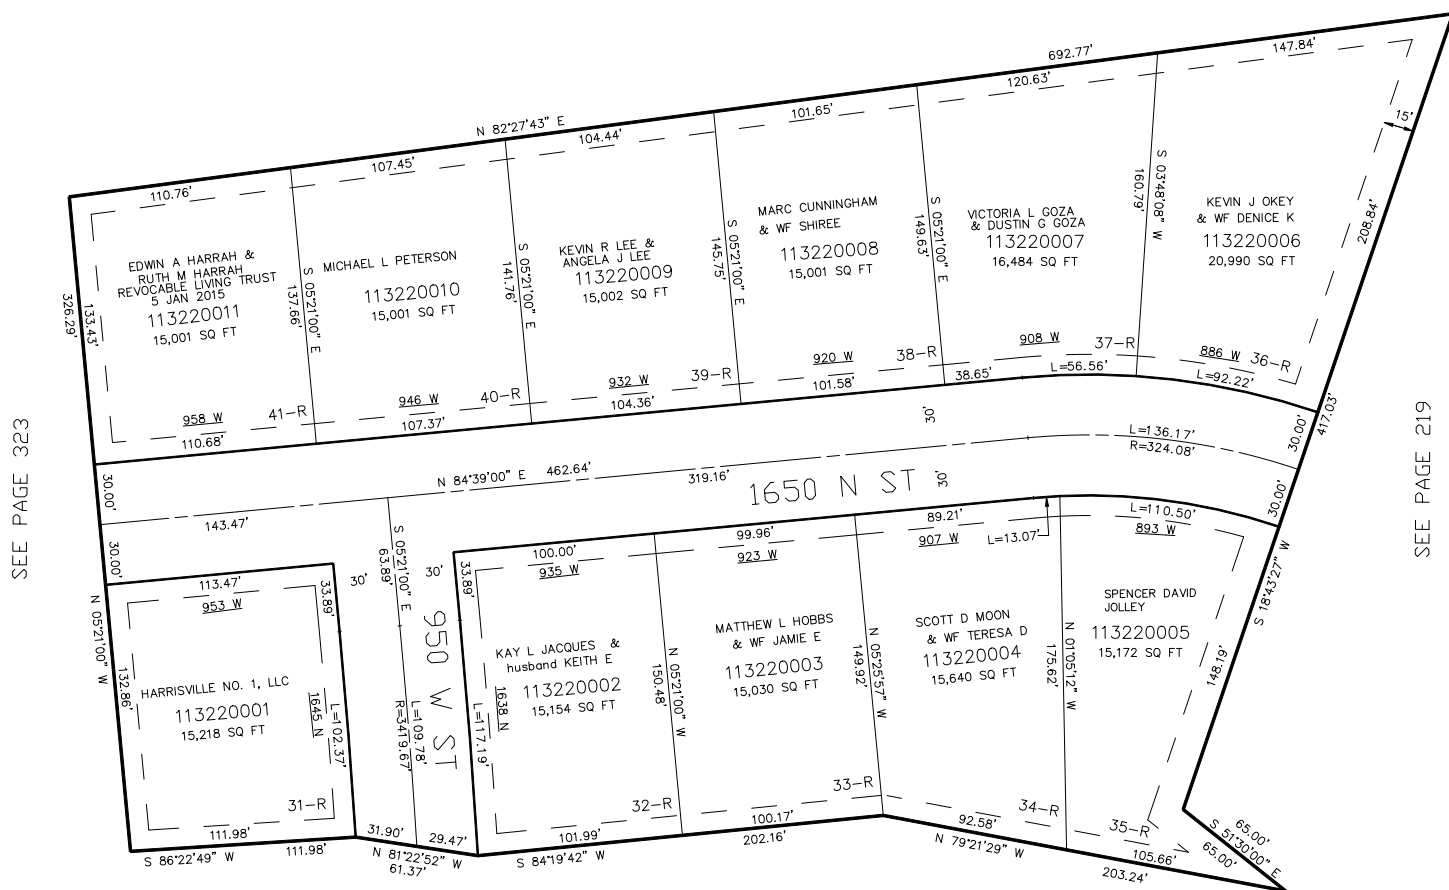 SEE PAGE 323
SEE PAGE 219
N 82°27'43" E
692.77'
110.76'
107.45'
104.44'
101.65'
120.63'
147.84'
15'
208.84'
417.03'
326.29'
133.43'
EDWIN A HARRAH &
RUTH M HARRAH
REVOCABLE LIVING TRUST
5 JAN 2015
113220011
15,001 SQ FT
958 W
41-R
110.68'
S 05°21'00" E
137.66'
MICHAEL L PETERSON
113220010
15,001 SQ FT
946 W
40-R
107.37'
S 05°21'00" E
141.76'
KEVIN R LEE &
ANGELA J LEE
113220009
15,002 SQ FT
932 W
39-R
104.36'
S 05°21'00" E
145.75'
MARC CUNNINGHAM
& WF SHIREE
113220008
15,001 SQ FT
920 W
38-R
101.58'
S 05°21'00" E
149.63'
VICTORIA L GOZA
& DUSTIN G GOZA
113220007
16,484 SQ FT
908 W
37-R
38.65'
L=56.56'
S 03°48'08" W
160.79'
KEVIN J OKEY
& WF DENICE K
113220006
20,990 SQ FT
886 W
36-R
L=92.22'
30.00'
30.00'
N 84°39'00" E 462.64'
143.47'
319.16'
1650 N ST
30'
30'
L=136.17'
R=324.08'
30.00'
30.00'
N 05°21'00" W
132.86'
113.47'
953 W
33.89'
HARRISVILLE NO. 1, LLC
113220001
15,218 SQ FT
1645 N
L=102.37'
31-R
111.98'
S 86°22'49" W 111.98'
30'
30'
S 05°21'00" E
63.89'
950 W ST
L=109.78'
R=3419.67'
31.90'
29.47'
N 81°22'52" W
61.37'
33.89'
100.00'
935 W
KAY L JACQUES &
husband KEITH E
113220002
15,154 SQ FT
1638 N
L=117.19'
32-R
101.99'
S 84°19'42" W 202.16'
N 05°21'00" W
150.48'
99.96'
923 W
MATTHEW L HOBBS
& WF JAMIE E
113220003
15,030 SQ FT
33-R
100.17'
N 05°25'57" W
149.92'
89.21'
907 W
L=13.07'
SCOTT D MOON
& WF TERESA D
113220004
15,640 SQ FT
34-R
92.58'
N 79°21'29" W 203.24'
N 01°05'12" W
175.62'
L=110.50'
893 W
SPENCER DAVID
JOLLEY
113220005
15,172 SQ FT
35-R
105.66'
148.19'
S 18°43'27" W
65.00'
S 51°30'00" E
65.00'